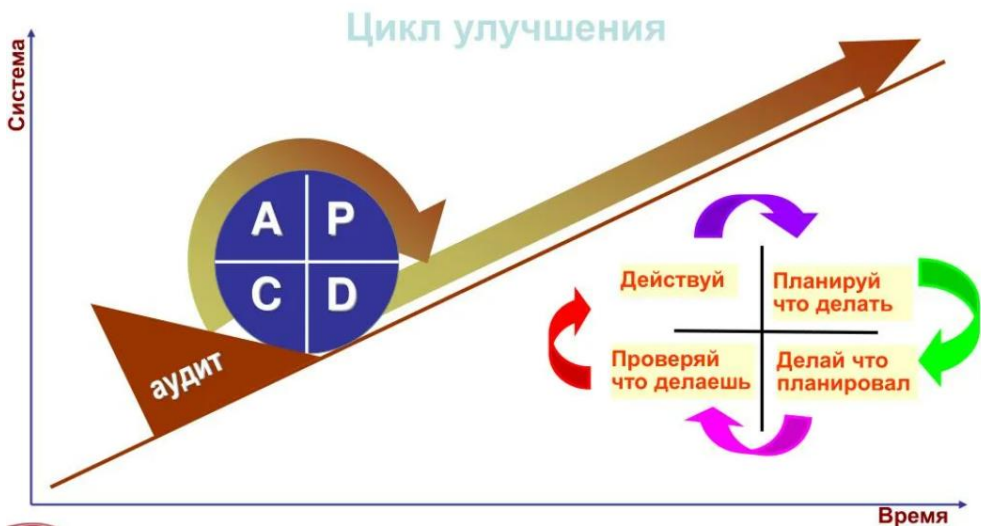 Цикл улучшения
Система
A P
C D
аудит
Действуй
Планируй
что делать
Проверяй
что делаешь
Делай что
планировал
Время